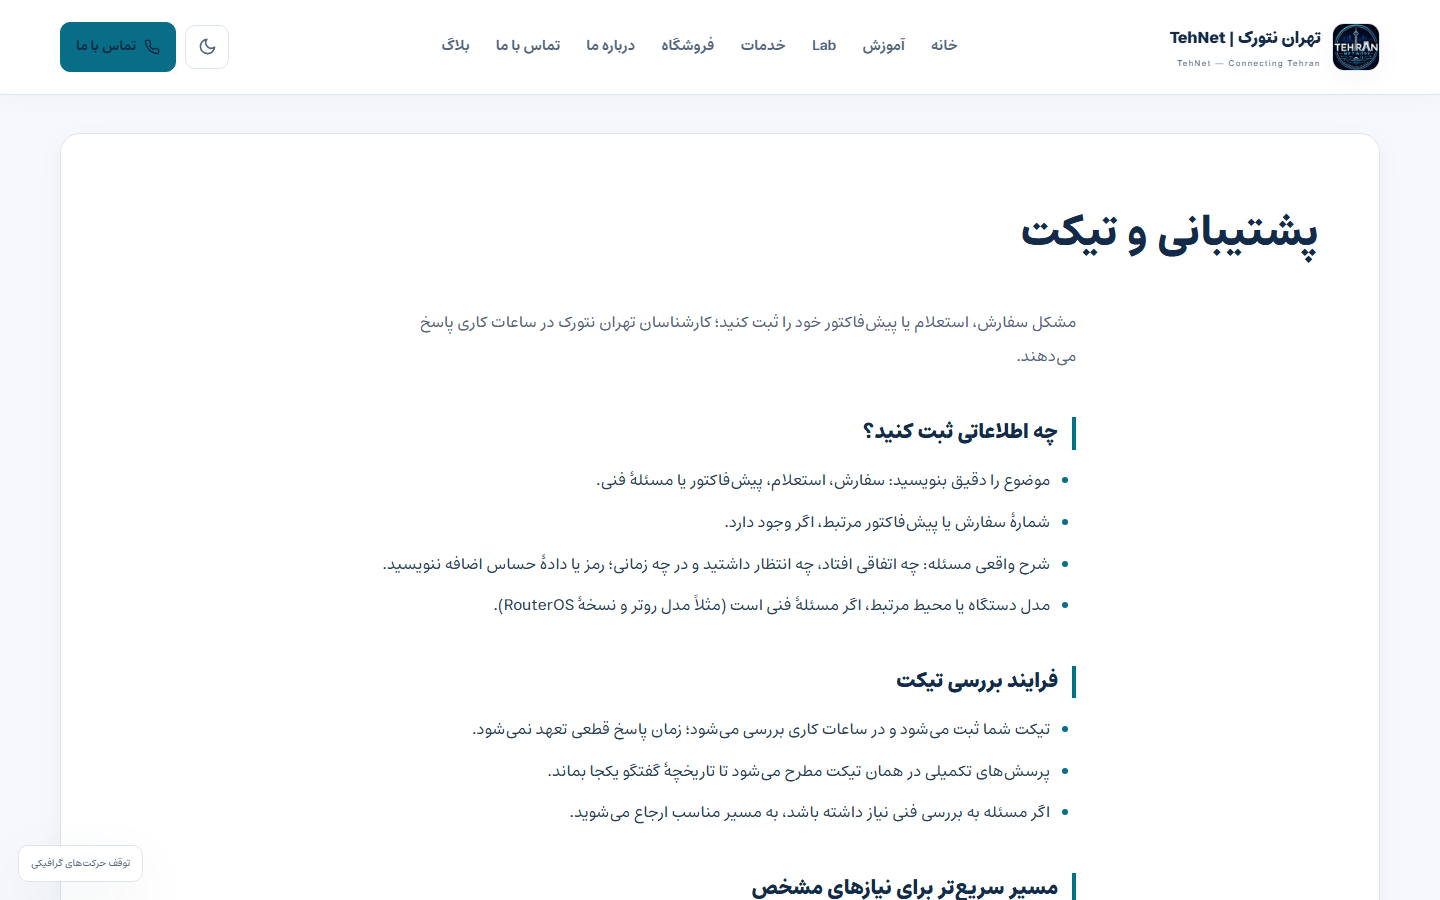 تهران نتورک | TehNet
TehNet — Connecting Tehran
TEHRAN
NETWORK
خانه
آموزش
Lab
خدمات
فروشگاه
درباره ما
تماس با ما
بلاگ
تماس با ما
پشتیبانی و تیکت
مشکل سفارش، استعلام یا پیش‌فاکتور خود را ثبت کنید؛ کارشناسان تهران نتورک در ساعات کاری پاسخ
می‌دهند.
چه اطلاعاتی ثبت کنید؟
موضوع را دقیق بنویسید: سفارش، استعلام، پیش‌فاکتور یا مسئلهٔ فنی.
شمارهٔ سفارش یا پیش‌فاکتور مرتبط، اگر وجود دارد.
شرح واقعی مسئله: چه اتفاقی افتاد، چه انتظار داشتید و در چه زمانی؛ رمز یا دادهٔ حساس اضافه ننویسید.
مدل دستگاه یا محیط مرتبط، اگر مسئلهٔ فنی است (مثلاً مدل روتر و نسخهٔ RouterOS).
فرایند بررسی تیکت
تیکت شما ثبت می‌شود و در ساعات کاری بررسی می‌شود؛ زمان پاسخ قطعی تعهد نمی‌شود.
پرسش‌های تکمیلی در همان تیکت مطرح می‌شود تا تاریخچهٔ گفتگو یکجا بماند.
اگر مسئله به بررسی فنی نیاز داشته باشد، به مسیر مناسب ارجاع می‌شوید.
مسیر سریع‌تر برای نیازهای مشخص
توقف حرکت‌های گرافیکی